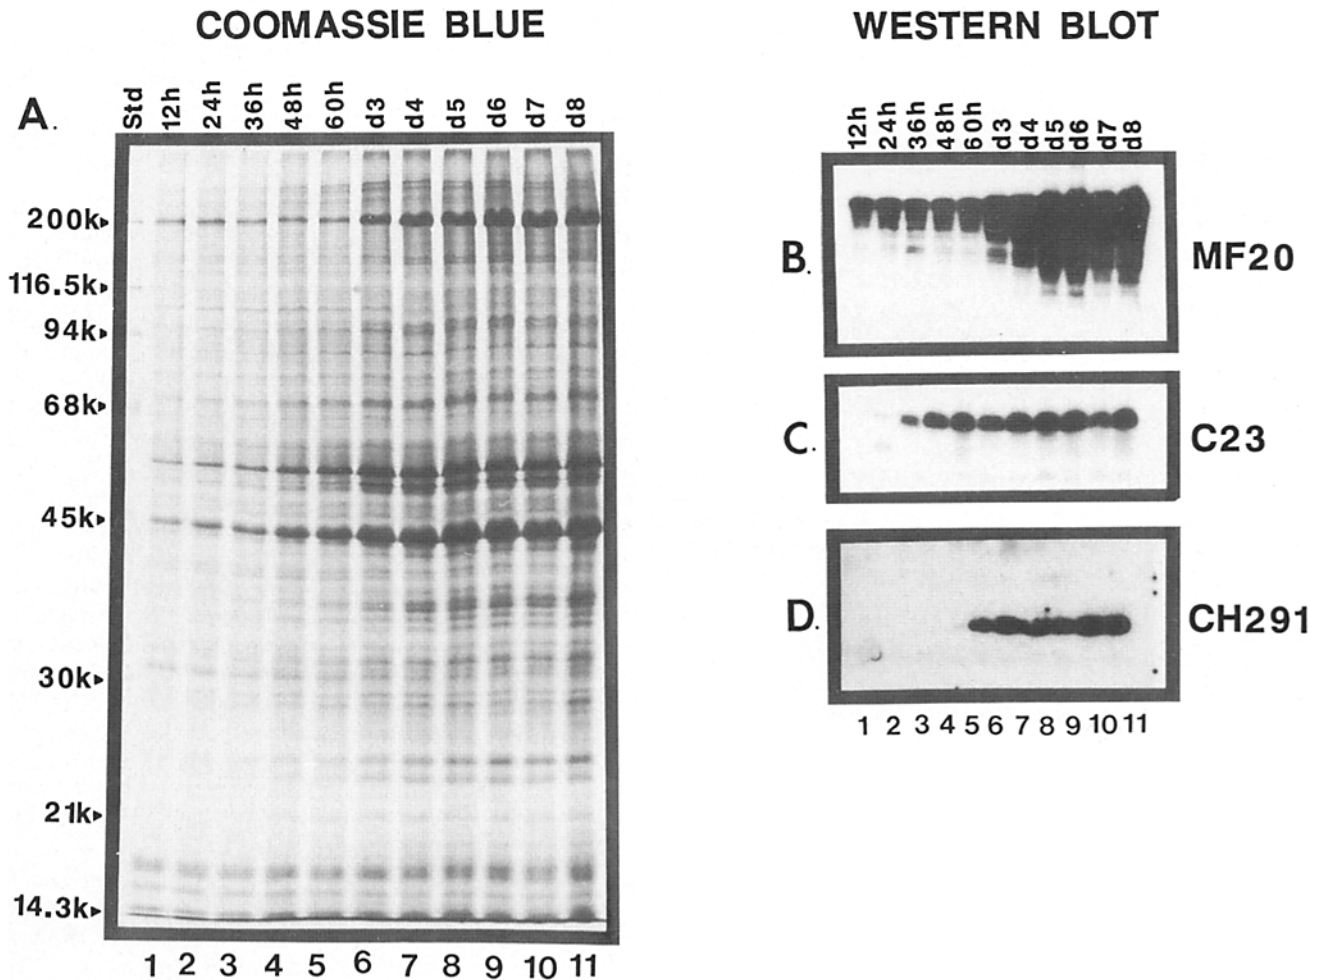 COOMASSIE BLUE
WESTERN BLOT
A.
Std 12h 24h 36h 48h 60h d3 d4 d5 d6 d7 d8
200k
116.5k
94k
68k
45k
30k
21k
14.3k
1 2 3 4 5 6 7 8 9 10 11
12h 24h 36h 48h 60h d3 d4 d5 d6 d7 d8
B.
MF20
C.
C23
D.
CH291
1 2 3 4 5 6 7 8 9 10 11